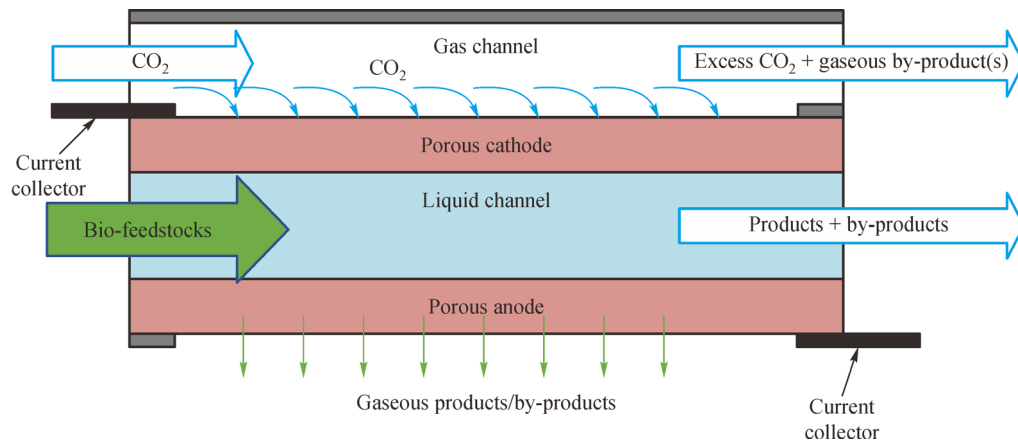 Gas channel
CO₂
CO₂
Excess CO₂ + gaseous by-product(s)
Porous cathode
Current
collector
Liquid channel
Bio-feedstocks
Products + by-products
Porous anode
Gaseous products/by-products
Current
collector